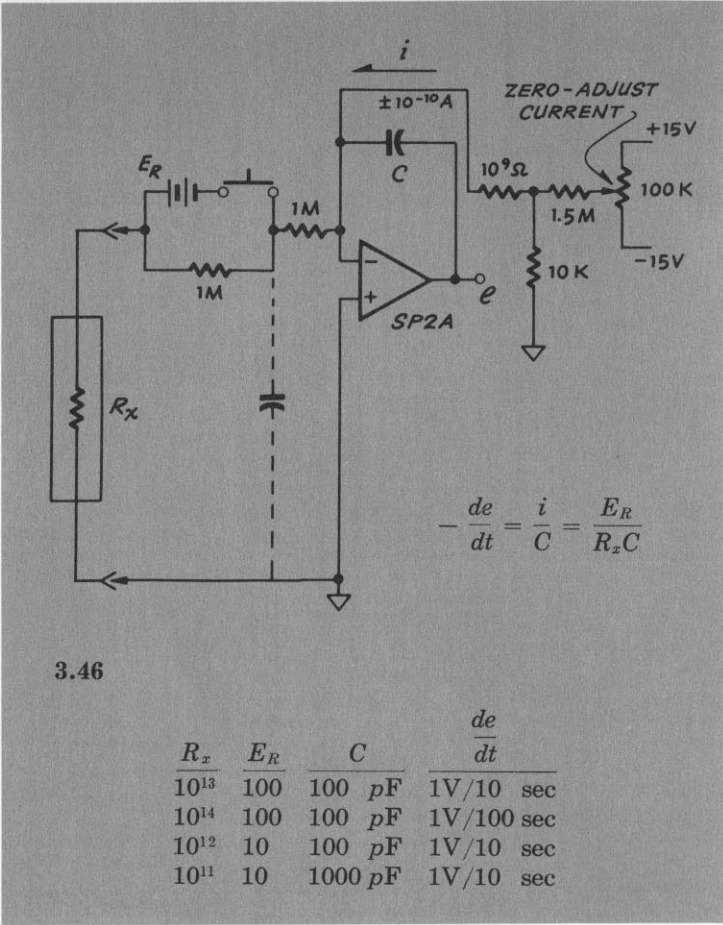 i
±10⁻¹⁰A
ZERO-ADJUST
CURRENT
+15V
E_R
C
10⁹Ω
1M
1.5M
100K
-15V
1M
10K
−
+
e
SP2A
R_x
− de/dt = i/C = E_R/R_xC
3.46
R_x E_R C de/dt
10¹³ 100 100 pF 1V/10 sec
10¹⁴ 100 100 pF 1V/100 sec
10¹² 10 100 pF 1V/10 sec
10¹¹ 10 1000 pF 1V/10 sec